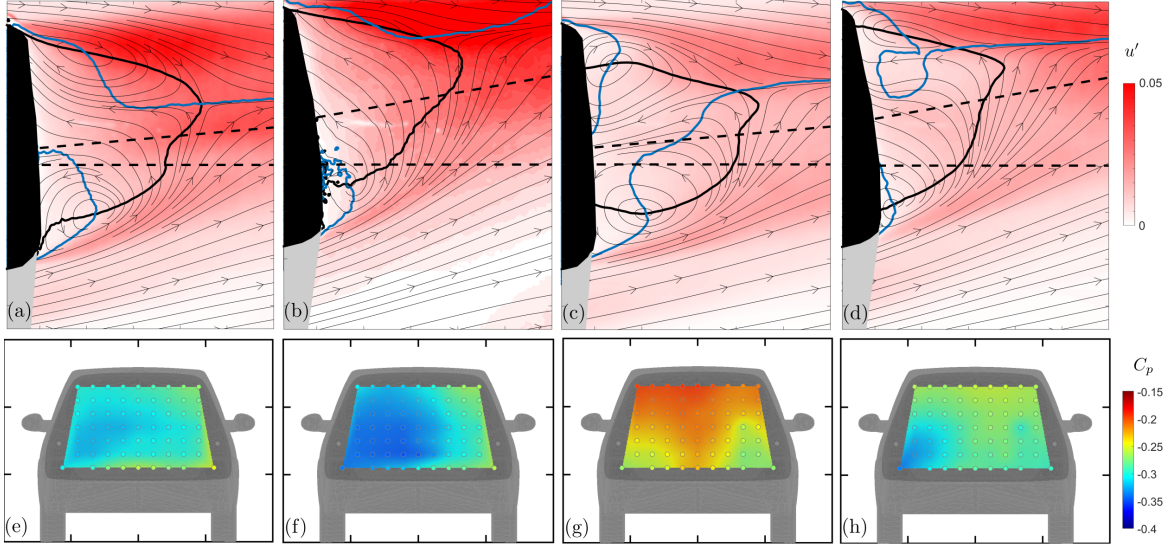 u′
0.05
0
(a)
(b)
(c)
(d)
C_p
-0.15
-0.2
-0.25
-0.3
-0.35
-0.4
(e)
(f)
(g)
(h)